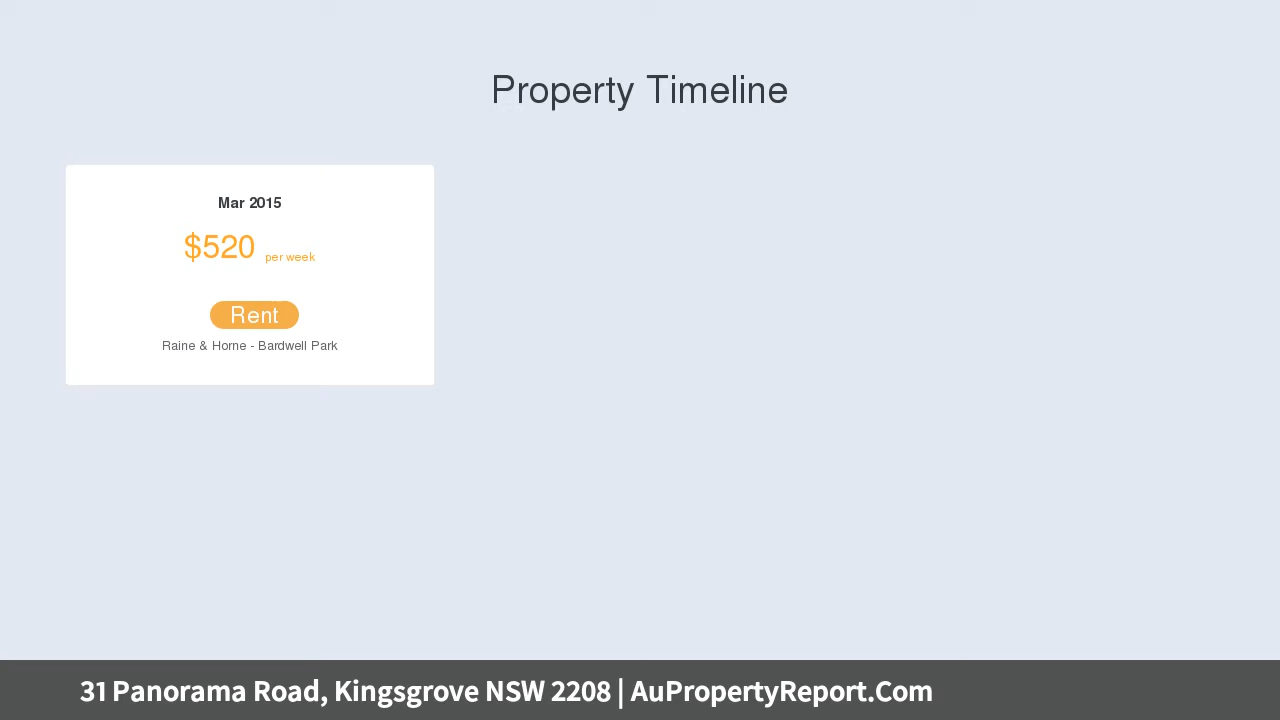 Property Timeline
Mar 2015
$520 per week
Rent
Raine & Horne - Bardwell Park
31 Panorama Road, Kingsgrove NSW 2208 | AuPropertyReport.Com